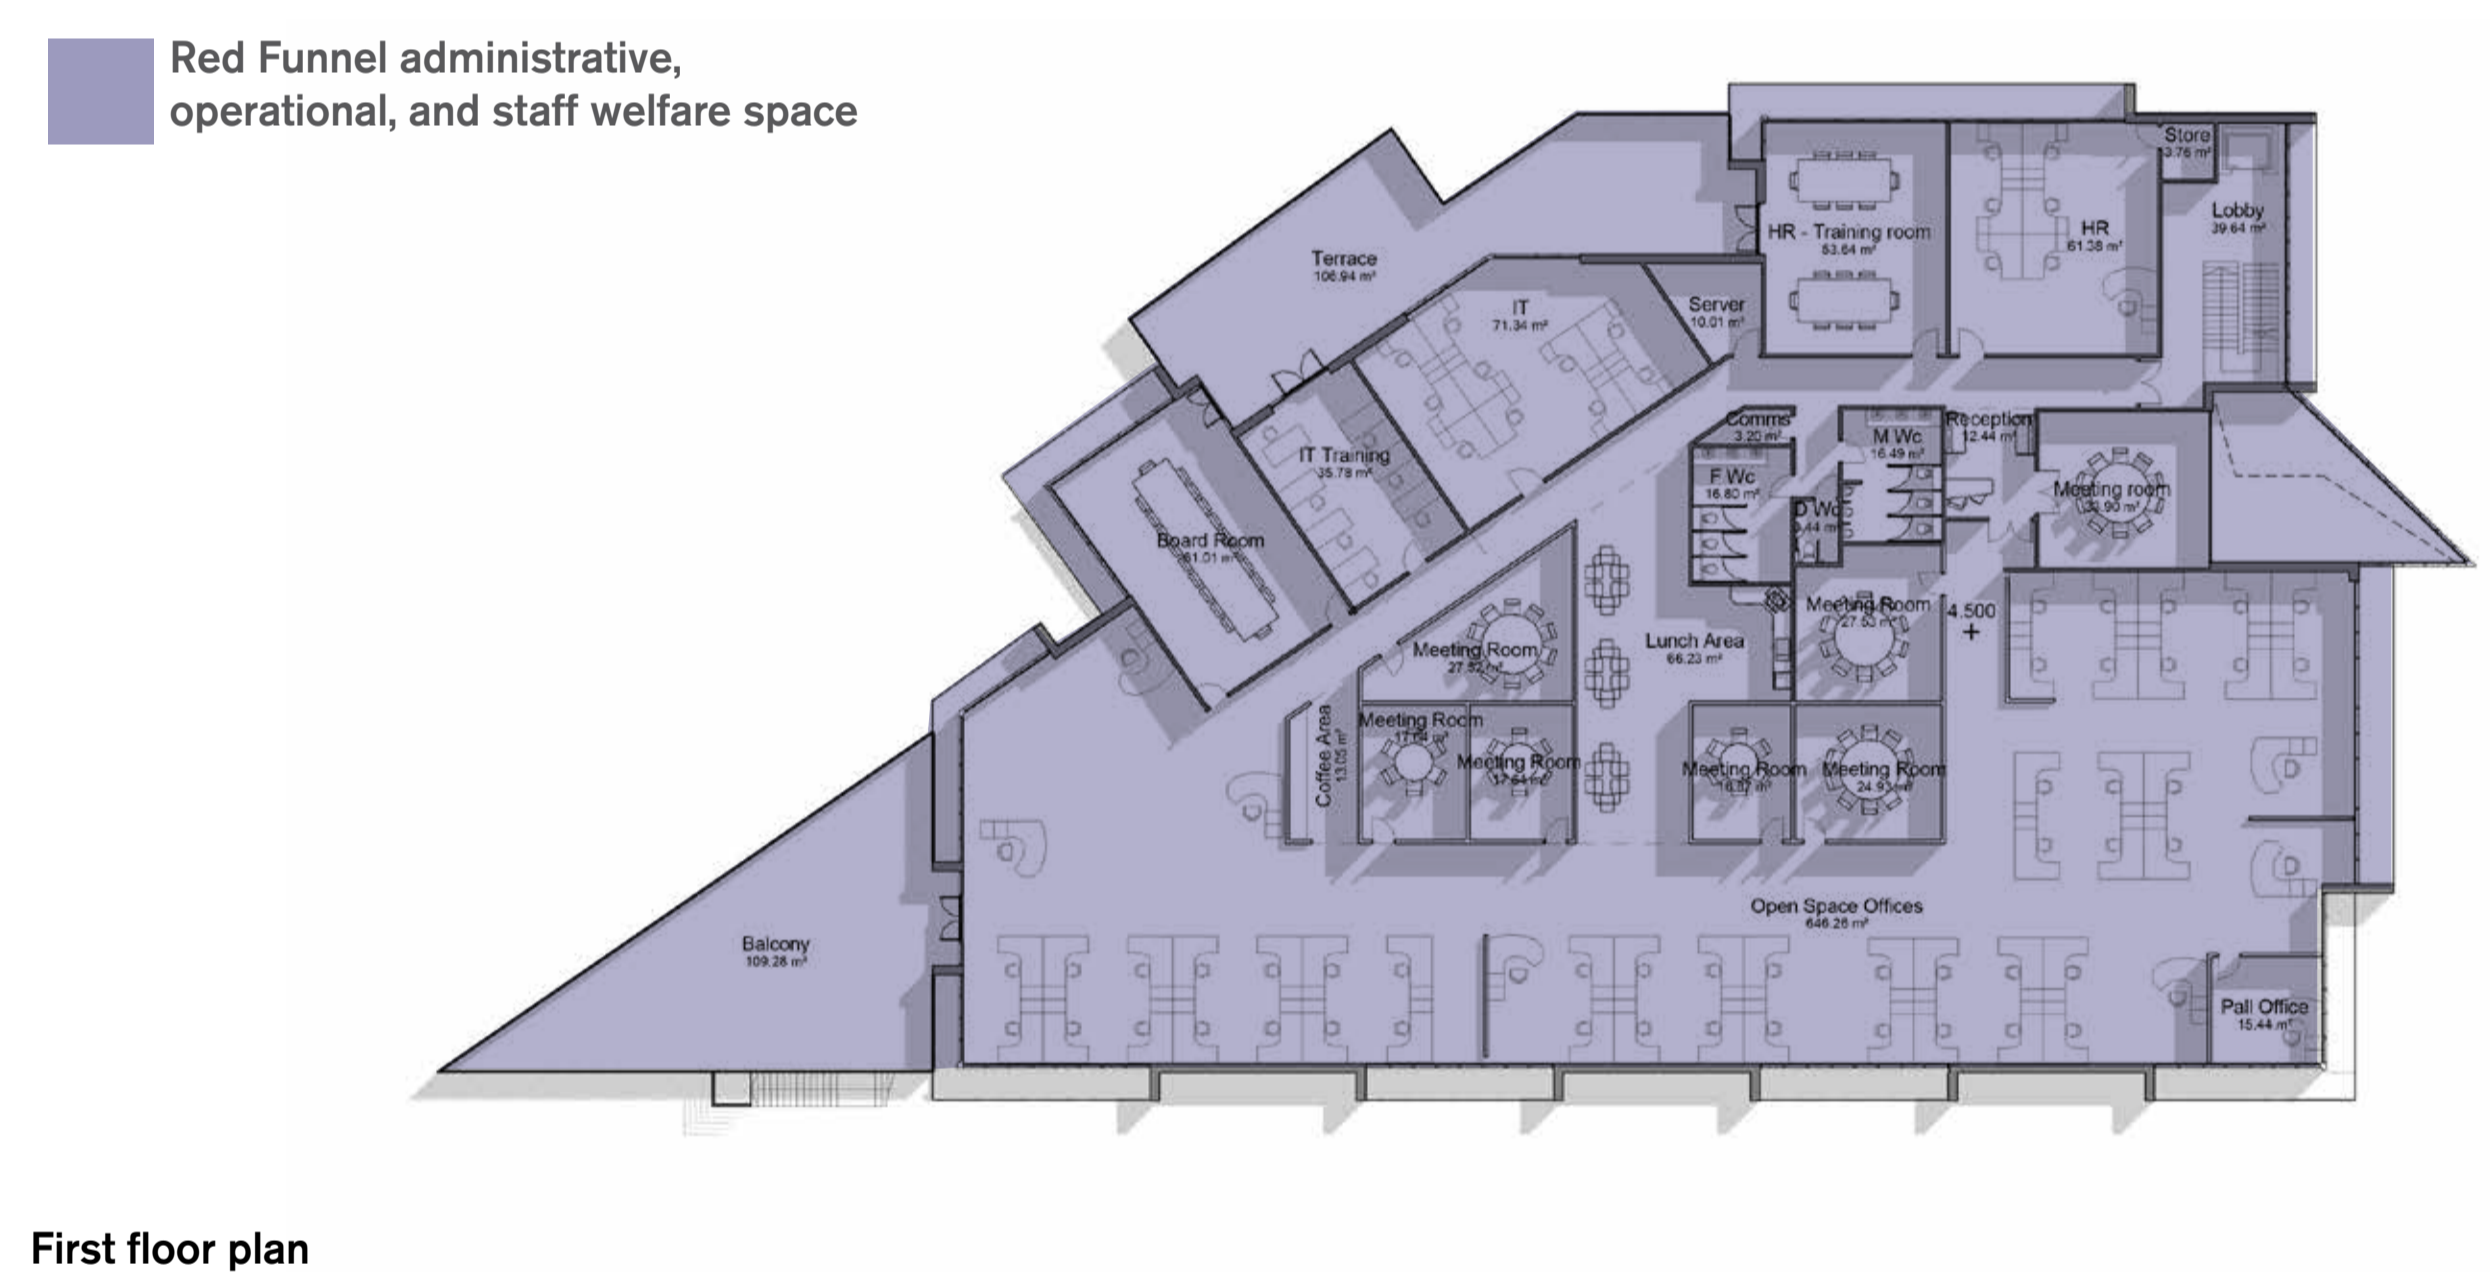 Red Funnel administrative,
operational, and staff welfare space
Store
3.76 m²
Lobby
39.64 m²
HR - Training room
53.64 m²
HR
61.38 m²
Terrace
106.94 m²
IT
71.34 m²
Server
10.01 m²
Comms
3.20 m²
M Wc
16.49 m²
Reception
12.44 m²
IT Training
35.78 m²
F Wc
16.80 m²
Meeting room
D Wc
Board Room
61.01 m²
Meeting Room
27.53 m²
4.500
Lunch Area
66.23 m²
Meeting Room
Coffee Area
13.05 m²
Meeting Room
Meeting Room
Meeting Room
Meeting Room
24.93 m²
Open Space Offices
646.26 m²
Balcony
109.28 m²
Office
15.44 m²
First floor plan